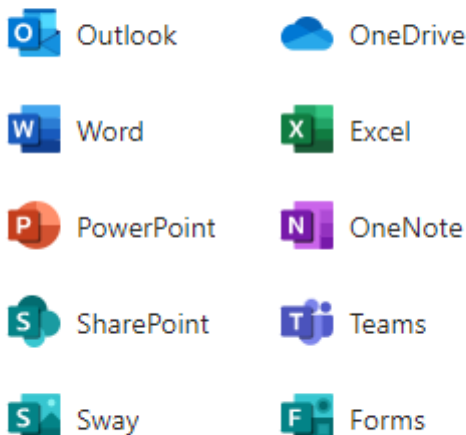 Outlook OneDrive
Word Excel
PowerPoint OneNote
SharePoint Teams
Sway Forms